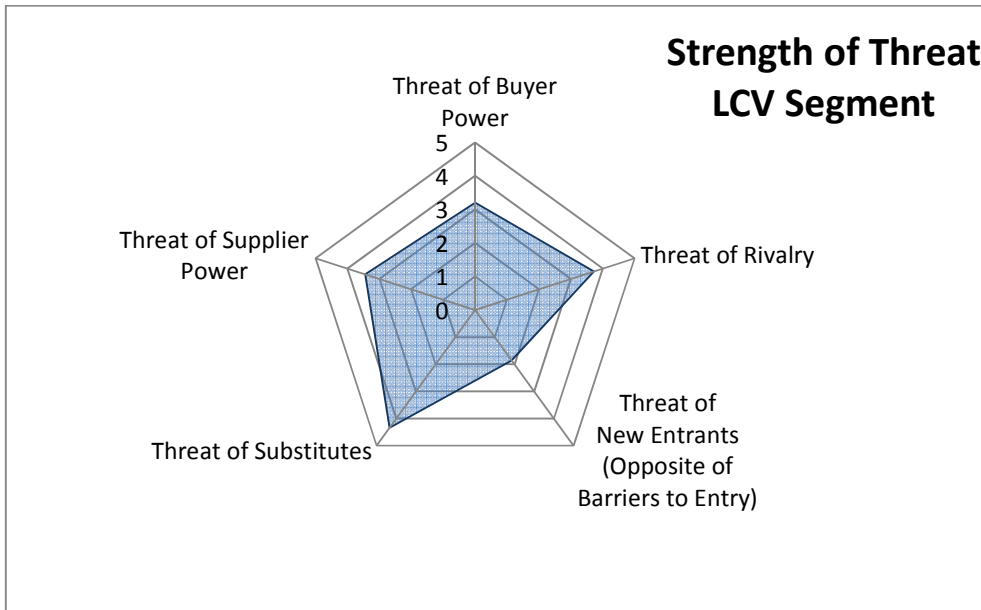 Strength of Threat
LCV Segment
Threat of Buyer
Power
5
4
3
2
1
0
Threat of Supplier
Power
Threat of Rivalry
Threat of Substitutes
Threat of
New Entrants
(Opposite of
Barriers to Entry)